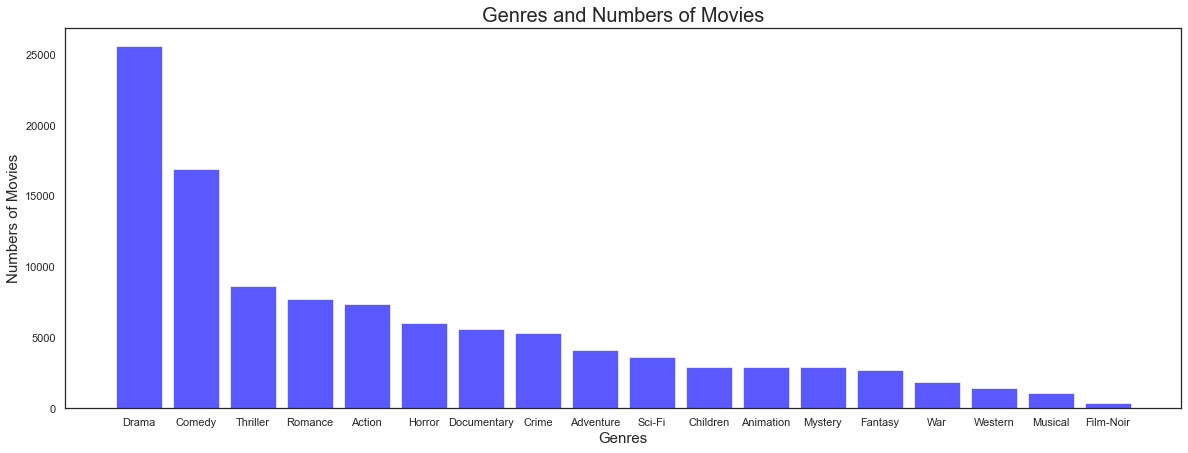 Genres and Numbers of Movies
25000
20000
15000
10000
5000
0
Numbers of Movies
Drama Comedy Thriller Romance Action Horror Documentary Crime Adventure Sci-Fi Children Animation Mystery Fantasy War Western Musical Film-Noir
Genres